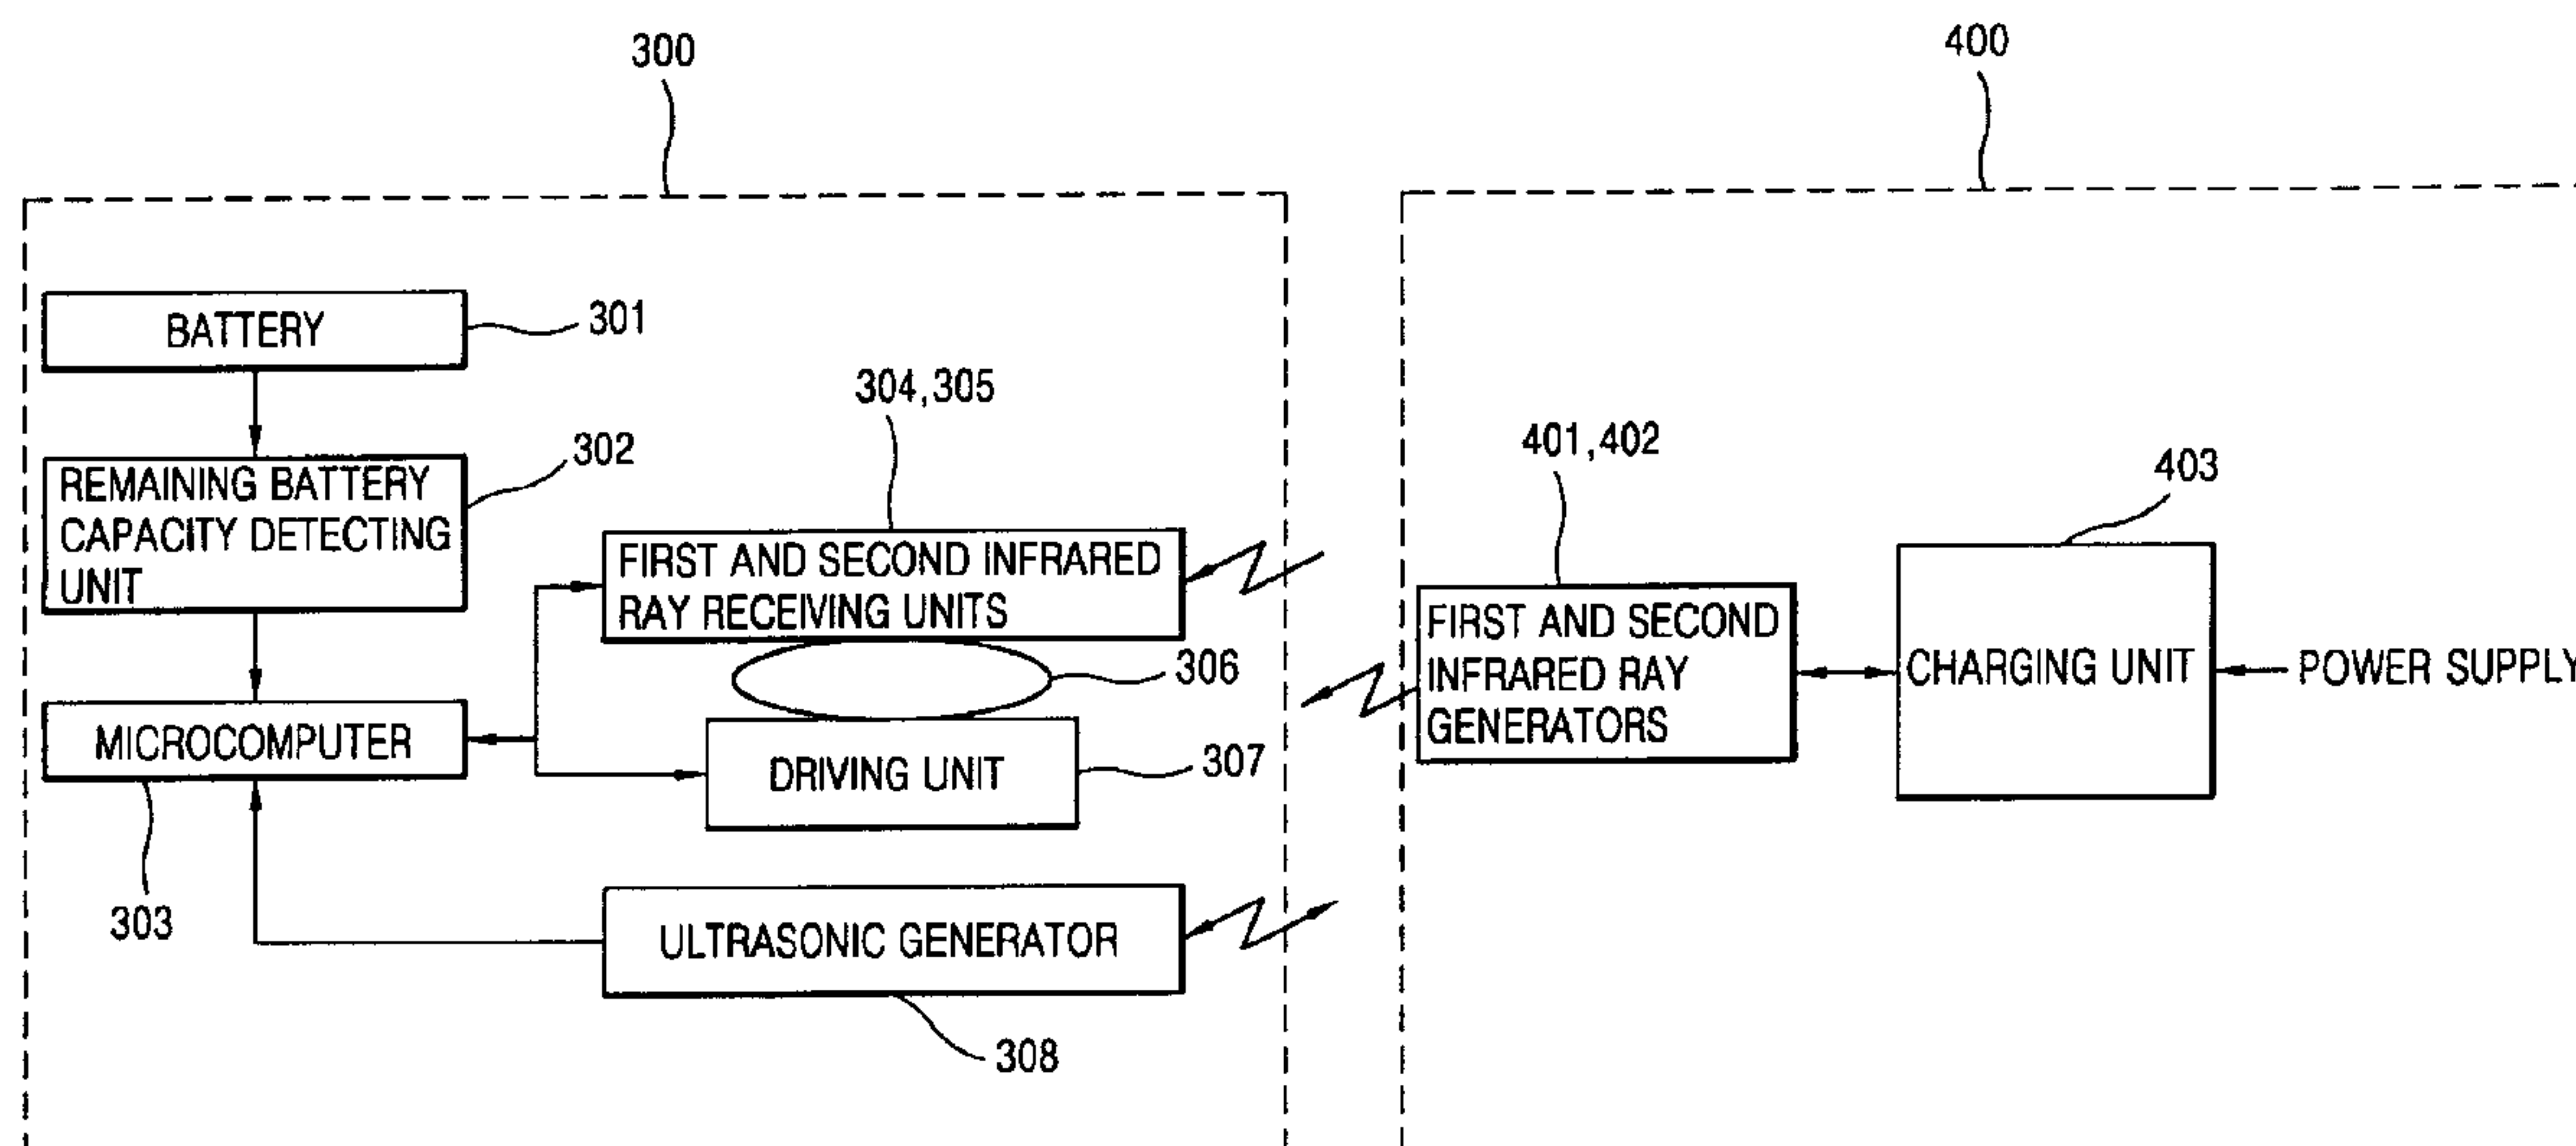 300
400
BATTERY
301
304,305
302
REMAINING BATTERY
CAPACITY DETECTING
UNIT
401,402
403
FIRST AND SECOND INFRARED
RAY RECEIVING UNITS
306
FIRST AND SECOND
INFRARED RAY
GENERATORS
CHARGING UNIT
POWER SUPPLY
MICROCOMPUTER
DRIVING UNIT
307
303
ULTRASONIC GENERATOR
308